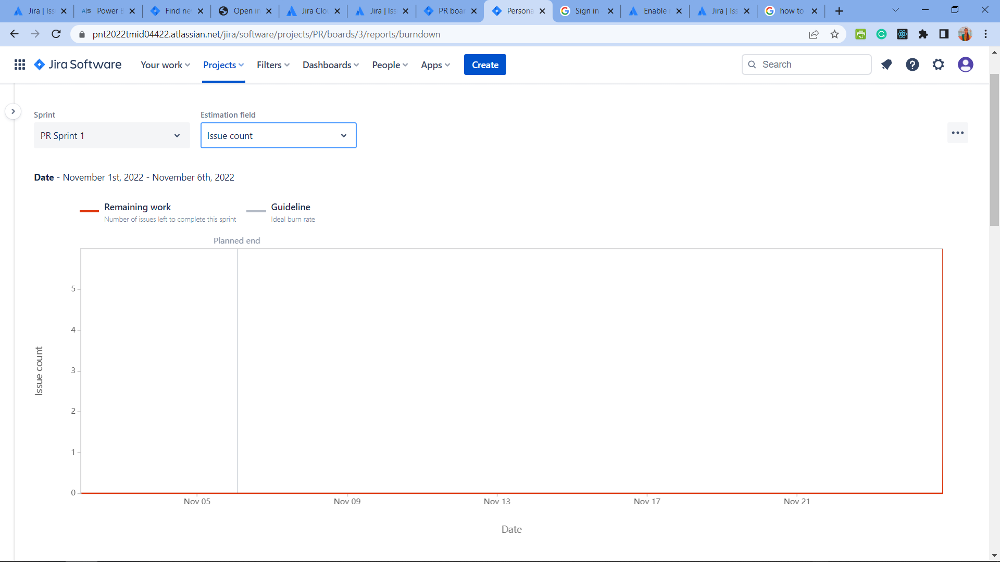 Jira | Iss
A|S Power B
Find ne
Open in
Jira Clou
Jira | Iss
PR boar
Persona
Sign in
Enable
Jira | Iss
how to
pnt2022tmid04422.atlassian.net/jira/software/projects/PR/boards/3/reports/burndown
Jira Software
Your work
Projects
Filters
Dashboards
People
Apps
Create
Search
Sprint
Estimation field
PR Sprint 1
Issue count
Date - November 1st, 2022 - November 6th, 2022
Remaining work
Number of issues left to complete this sprint
Guideline
Ideal burn rate
Planned end
5
4
3
2
1
0
Issue count
Nov 05
Nov 09
Nov 13
Nov 17
Nov 21
Date